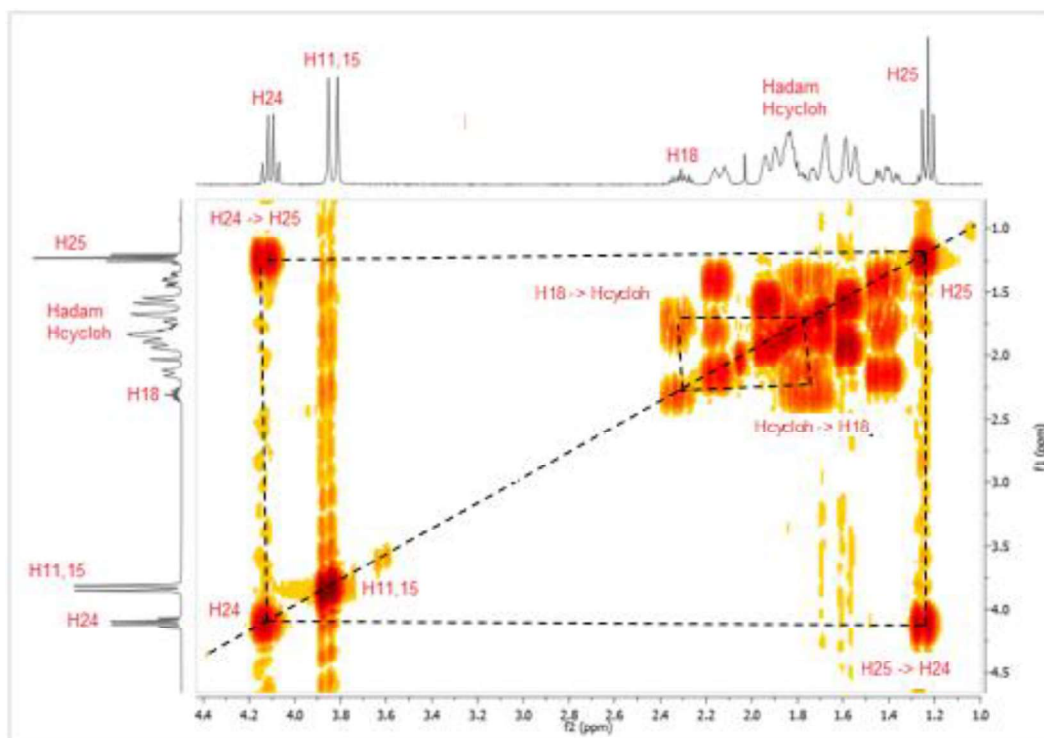 H11,15
H25
H24
Hadam
Hcycloh
H18
H24 -> H25
H25
1.0
Hadam
Hcycloh
H18 -> Hcycloh
H25
1.5
2.0
H18
Hcycloh -> H18
2.5
f1 (ppm)
3.0
3.5
H11,15
H11,15
H24
H24
4.0
H25 -> H24
4.5
4.4 4.2 4.0 3.8 3.6 3.4 3.2 3.0 2.8 2.6 2.4 2.2 2.0 1.8 1.6 1.4 1.2 1.0
f2 (ppm)